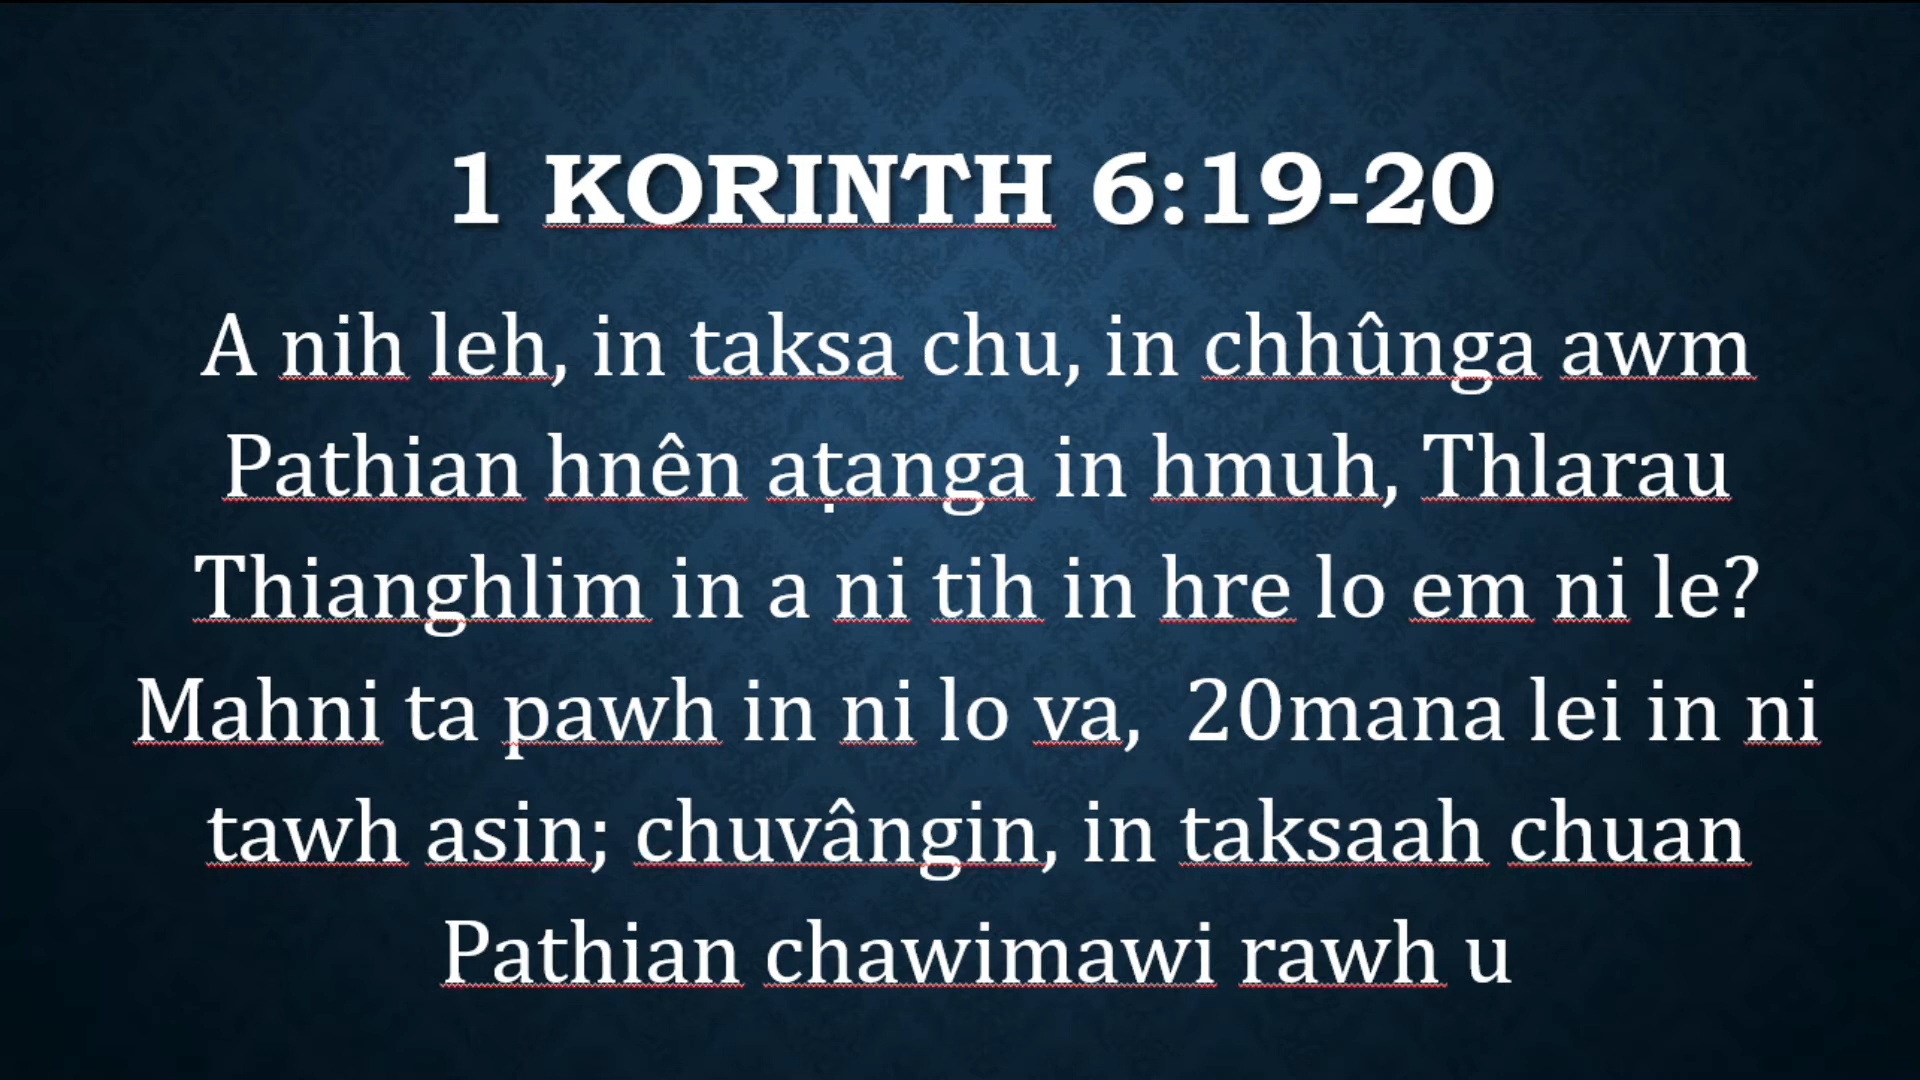 1 KORINTH 6:19-20
A nih leh, in taksa chu, in chhûnga awm
Pathian hnên aṭanga in hmuh, Thlarau
Thianghlim in a ni tih in hre lo em ni le?
Mahni ta pawh in ni lo va,  20mana lei in ni
tawh asin; chuvângin, in taksaah chuan
Pathian chawimawi rawh u